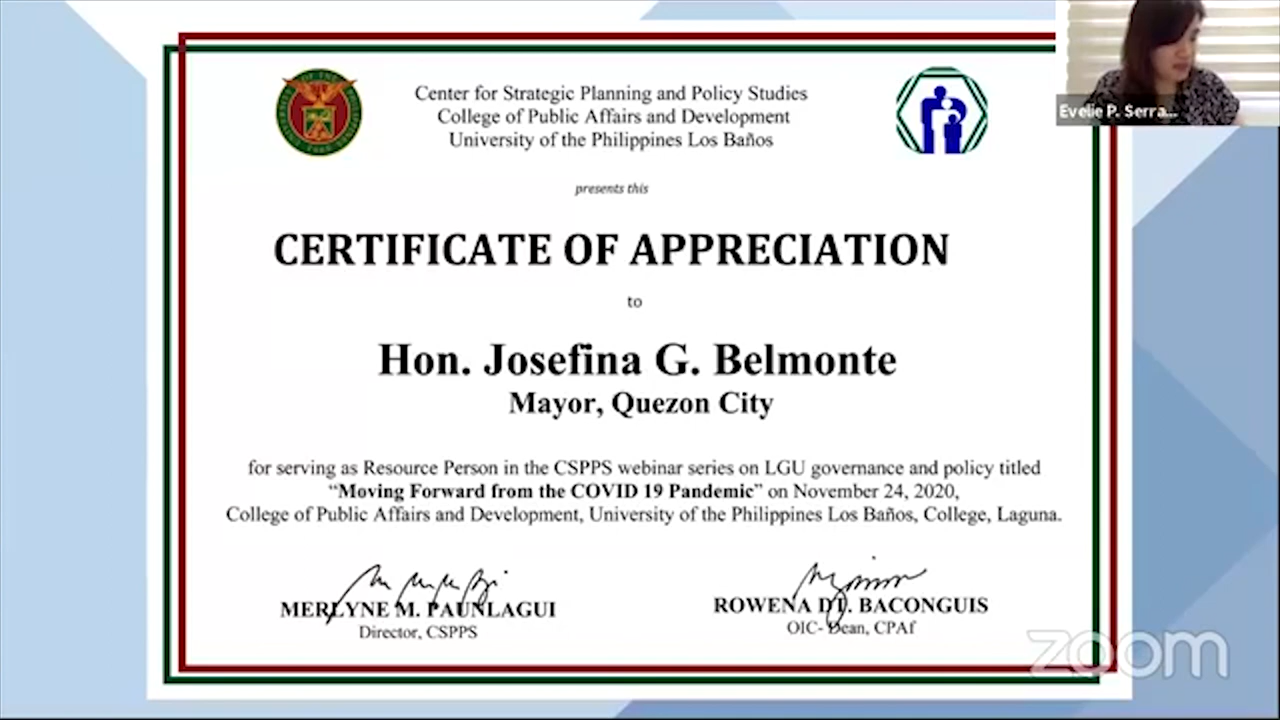 Center for Strategic Planning and Policy Studies
College of Public Affairs and Development
University of the Philippines Los Baños
presents this
CERTIFICATE OF APPRECIATION
to
Hon. Josefina G. Belmonte
Mayor, Quezon City
for serving as Resource Person in the CSPPS webinar series on LGU governance and policy titled
“Moving Forward from the COVID 19 Pandemic” on November 24, 2020,
College of Public Affairs and Development, University of the Philippines Los Baños, College, Laguna.
MERLYNE M. PAUNLAGUI
Director, CSPPS
ROWENA DT. BACONGUIS
OIC- Dean, CPAf
Evelie P. Serra...
zoom